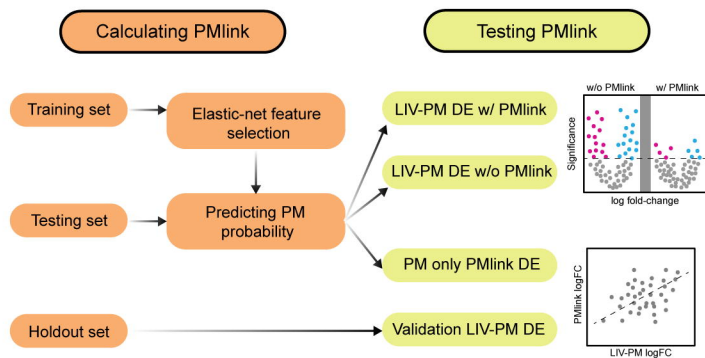 Calculating PMlink
Testing PMlink
Training set
Elastic-net feature
selection
LIV-PM DE w/ PMlink
LIV-PM DE w/o PMlink
w/o PMlink
w/ PMlink
Significance
log fold-change
Testing set
Predicting PM
probability
PM only PMlink DE
PMlink logFC
LIV-PM logFC
Holdout set
Validation LIV-PM DE